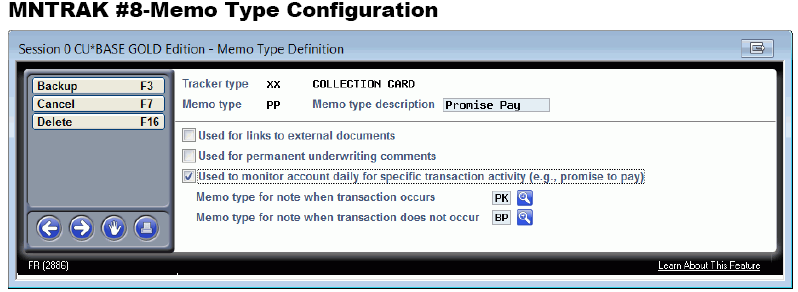 MNTRAK #8-Memo Type Configuration
Session 0 CU*BASE GOLD Edition - Memo Type Definition
Backup F3
Cancel F7
Delete F16
Tracker type XX COLLECTION CARD
Memo type PP Memo type description Promise Pay
Used for links to external documents
Used for permanent underwriting comments
Used to monitor account daily for specific transaction activity (e.g., promise to pay)
Memo type for note when transaction occurs PK
Memo type for note when transaction does not occur BP
FR (2886)
Learn About This Feature